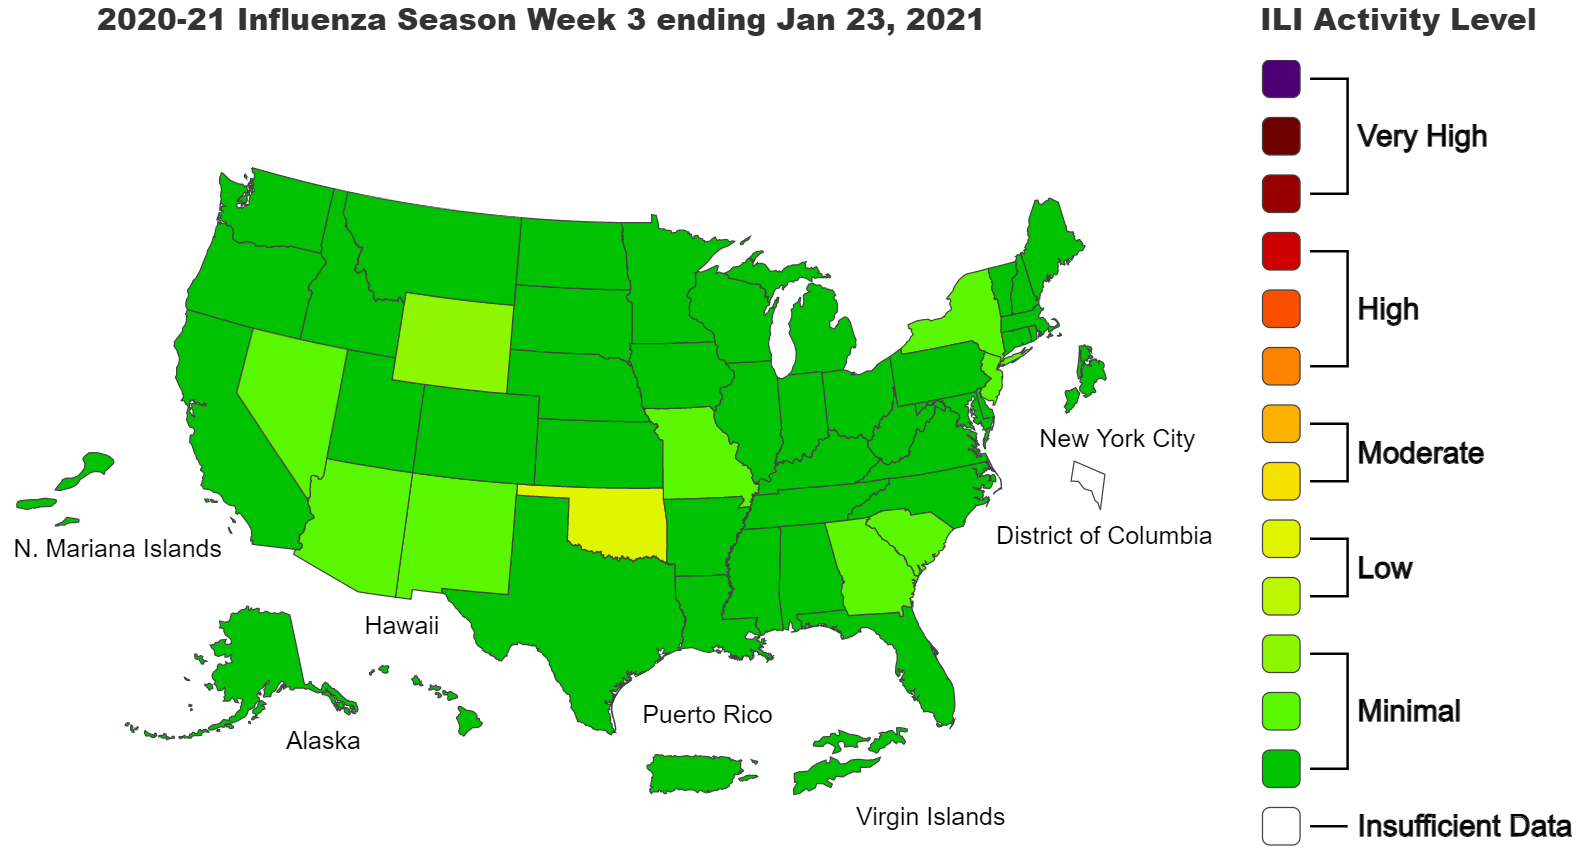 2020-21 Influenza Season Week 3 ending Jan 23, 2021
ILI Activity Level
Very High
High
Moderate
Low
Minimal
Insufficient Data
New York City
District of Columbia
N. Mariana Islands
Hawaii
Alaska
Puerto Rico
Virgin Islands